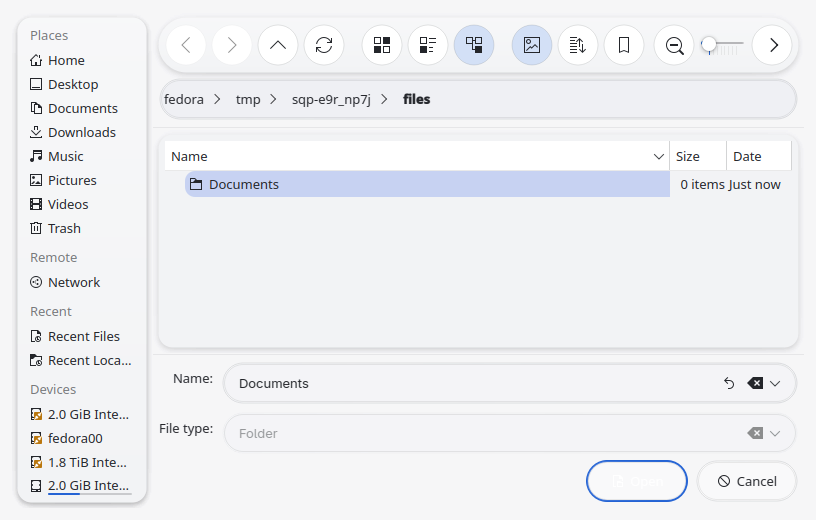 Places
Home
Desktop
Documents
Downloads
Music
Pictures
Videos
Trash
Remote
Network
Recent
Recent Files
Recent Loca...
Devices
2.0 GiB Inte...
fedora00
1.8 TiB Inte...
2.0 GiB Inte...
fedora > tmp > sqp-e9r_np7j > files
Name Size Date
Documents 0 items Just now
Name: Documents
File type: Folder
Open Cancel